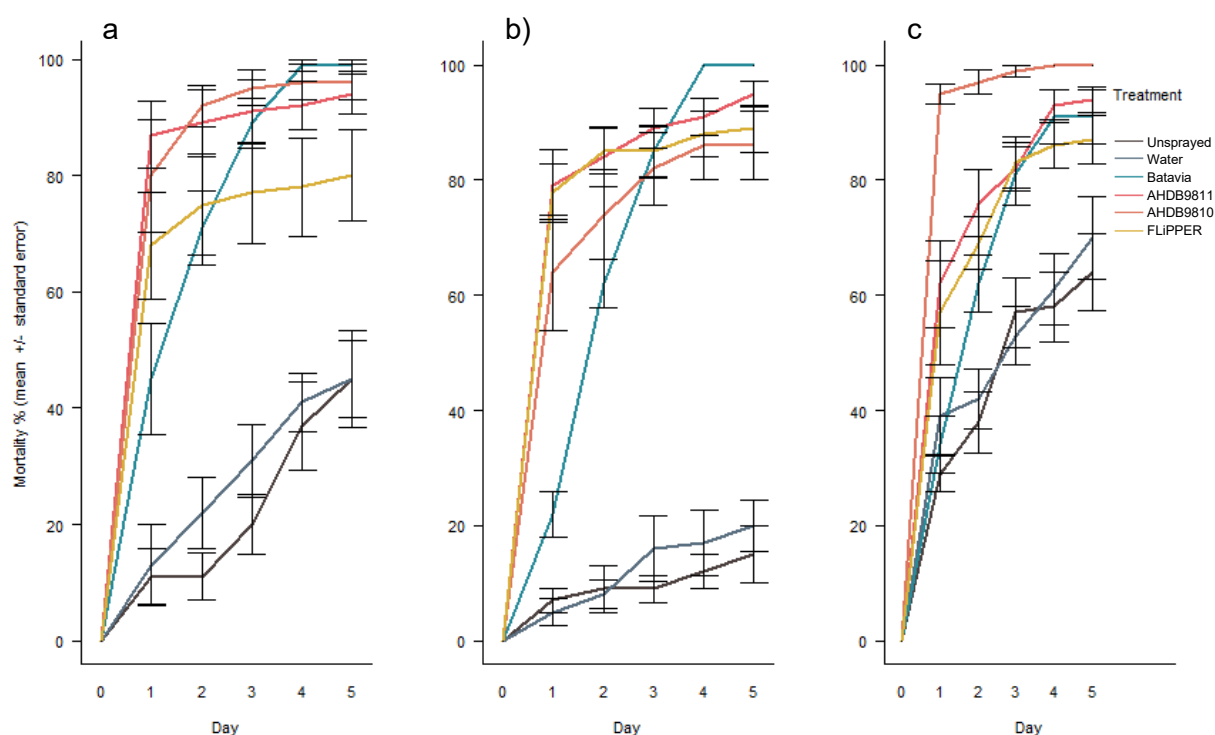 a
b)
c
Mortality % (mean +/- standard error)
100
80
60
40
20
0
0 1 2 3 4 5
Day
100
80
60
40
20
0
0 1 2 3 4 5
Day
100
80
60
40
20
0
0 1 2 3 4 5
Day
Treatment
Unsprayed
Water
Batavia
AHDB9811
AHDB9810
FLiPPER